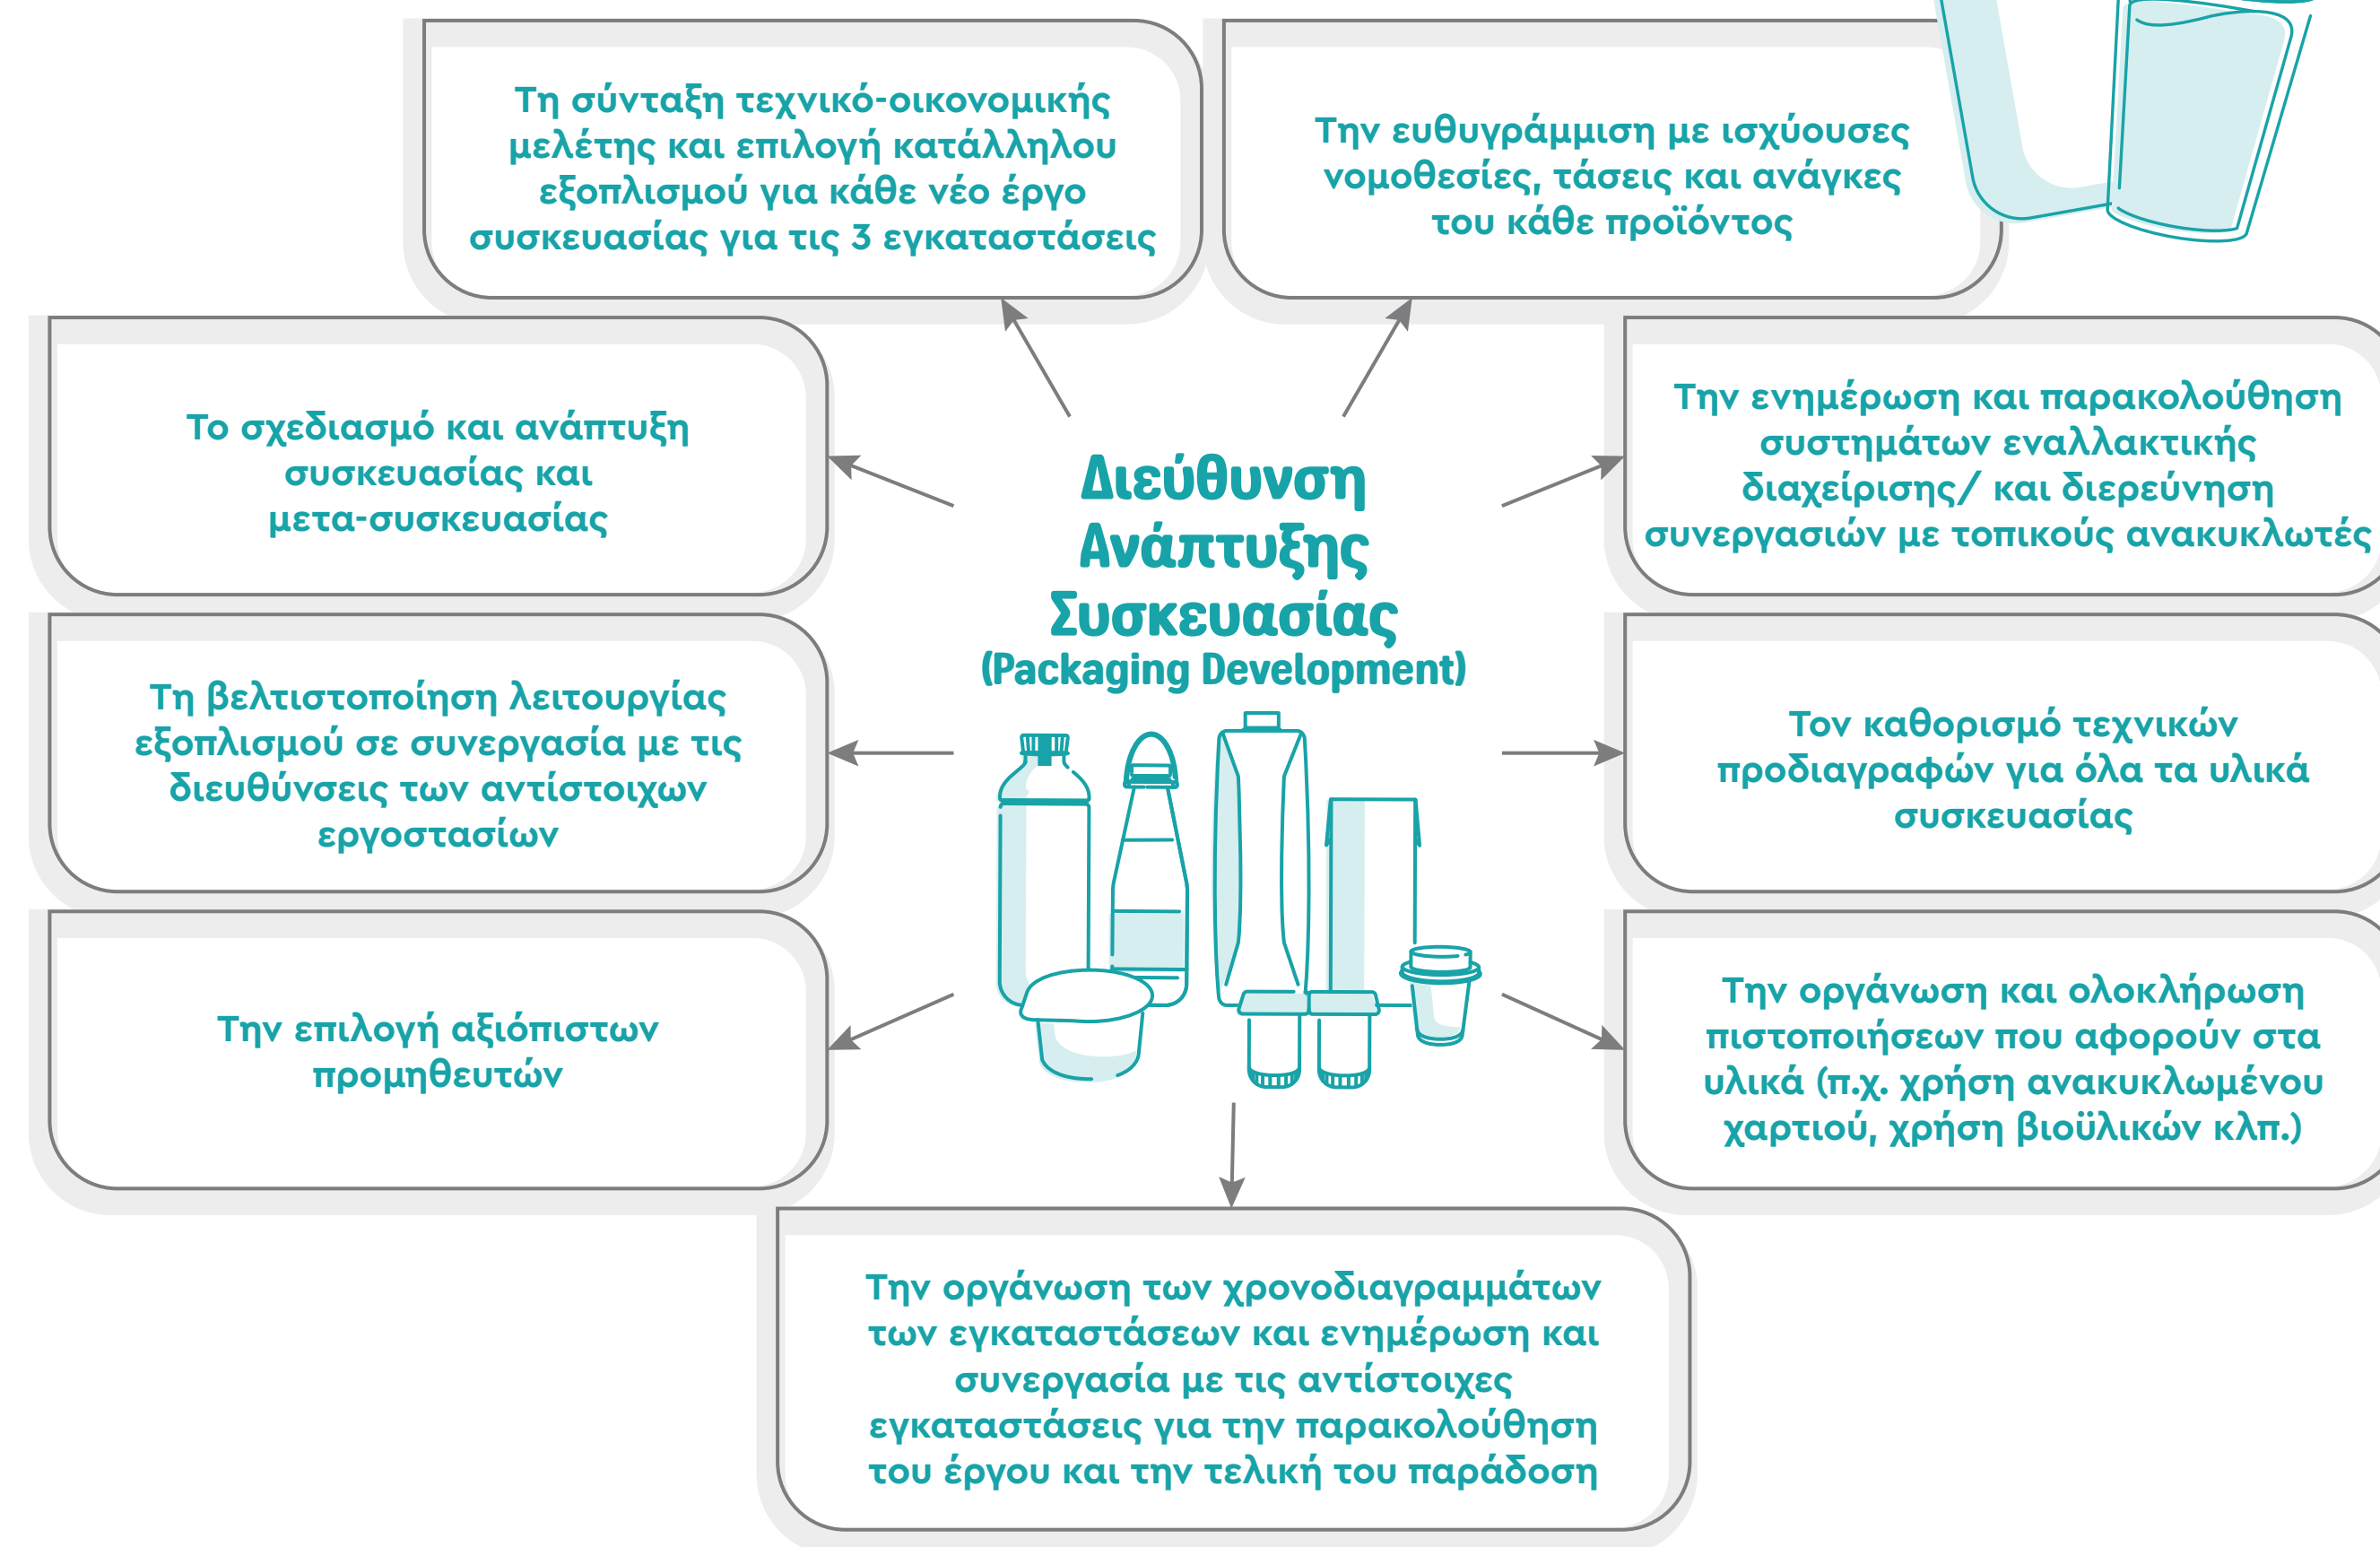 Τη σύνταξη τεχνικό-οικονομικής
μελέτης και επιλογή κατάλληλου
εξοπλισμού για κάθε νέο έργο
συσκευασίας για τις 3 εγκαταστάσεις
Την ευθυγράμμιση με ισχύουσες
νομοθεσίες, τάσεις και ανάγκες
του κάθε προϊόντος
Το σχεδιασμό και ανάπτυξη
συσκευασίας και
μετα-συσκευασίας
Την ενημέρωση και παρακολούθηση
συστημάτων εναλλακτικής
διαχείρισης/ και διερεύνηση
συνεργασιών με τοπικούς ανακυκλωτές
Διεύθυνση
Ανάπτυξης
Συσκευασίας
(Packaging Development)
Τη βελτιστοποίηση λειτουργίας
εξοπλισμού σε συνεργασία με τις
διευθύνσεις των αντίστοιχων
εργοστασίων
Τον καθορισμό τεχνικών
προδιαγραφών για όλα τα υλικά
συσκευασίας
Την επιλογή αξιόπιστων
προμηθευτών
Την οργάνωση και ολοκλήρωση
πιστοποιήσεων που αφορούν στα
υλικά (π.χ. χρήση ανακυκλωμένου
χαρτιού, χρήση βιοϋλικών κλπ.)
Την οργάνωση των χρονοδιαγραμμάτων
των εγκαταστάσεων και ενημέρωση και
συνεργασία με τις αντίστοιχες
εγκαταστάσεις για την παρακολούθηση
του έργου και την τελική του παράδοση